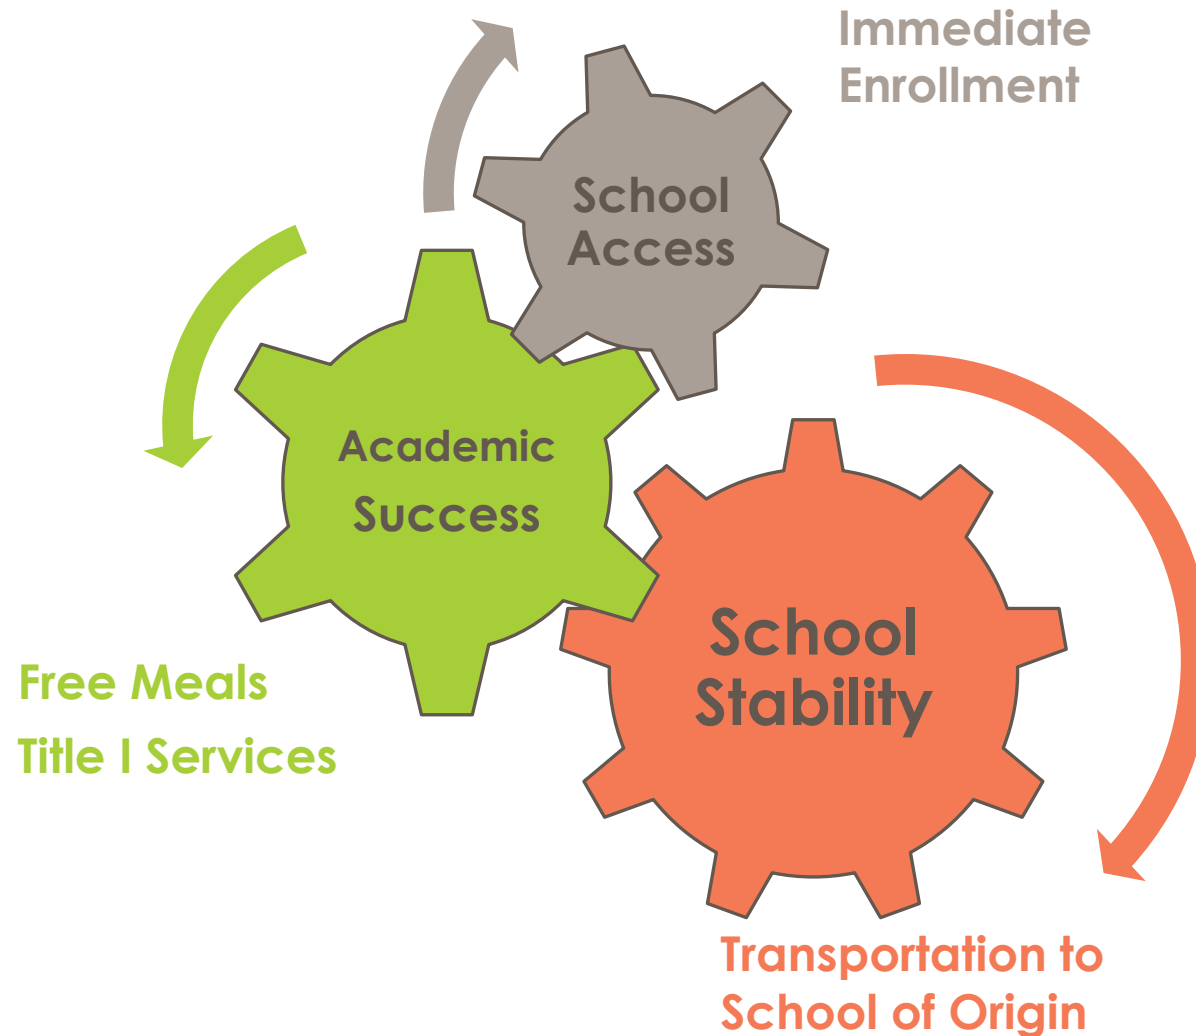 Immediate
Enrollment
School
Access
Academic
Success
School
Stability
Free Meals
Title I Services
Transportation to
School of Origin